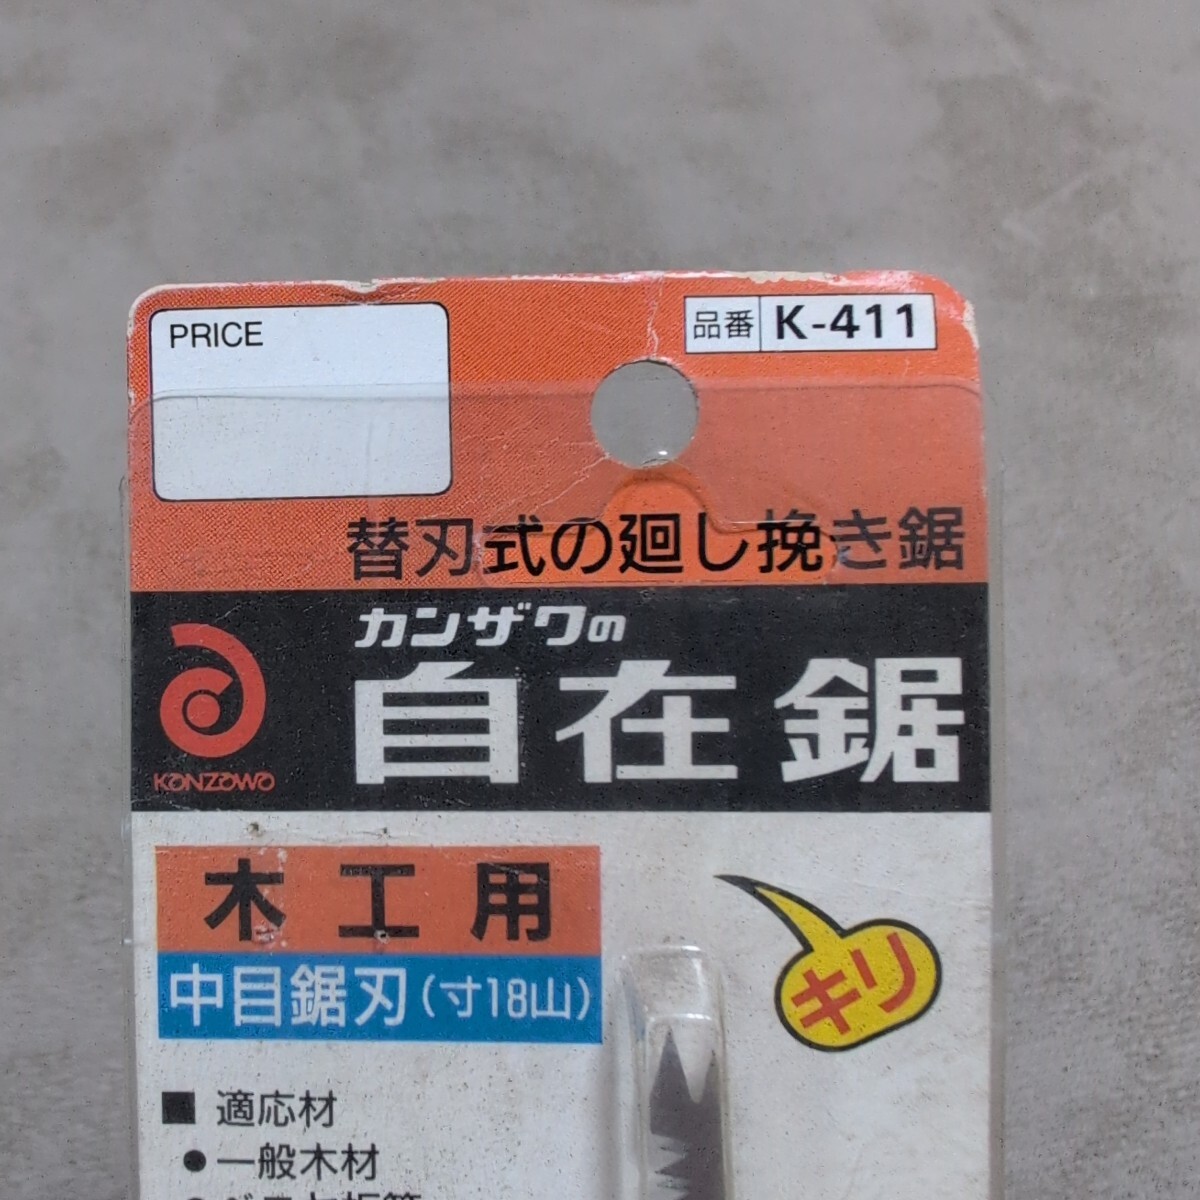 PRICE
品番 K-411
替刃式の廻し挽き鋸
カンザワの
自在鋸
KANZAWA
木工用
中目鋸刃（寸18山）
キリ
■ 適応材
●一般木材